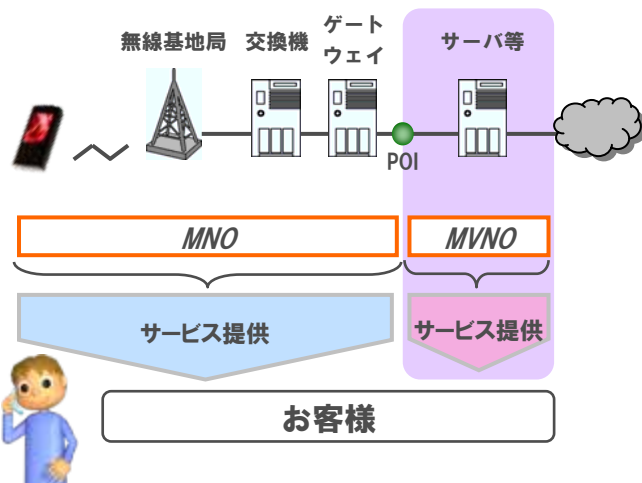 無線基地局
交換機
ゲート
ウェイ
サーバ等
POI
MNO
MVNO
サービス提供
サービス提供
お客様